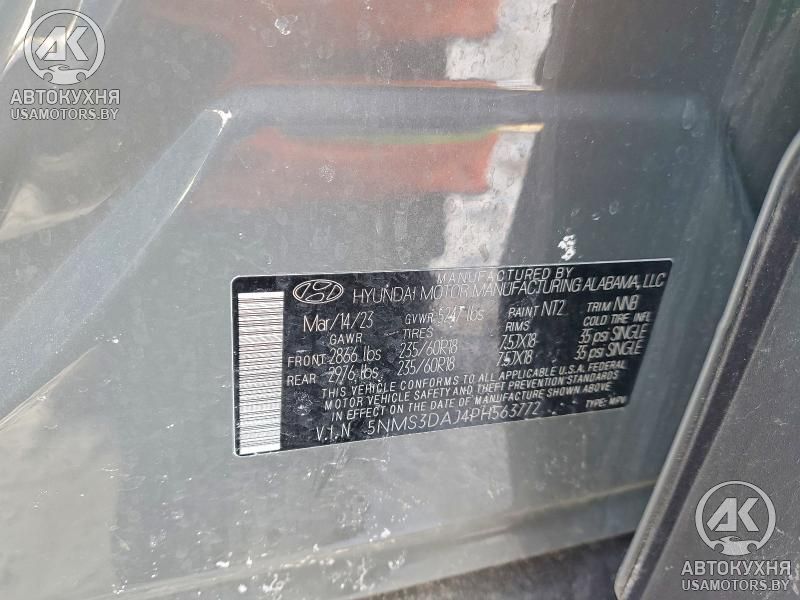 АК
АВТОКУХНЯ
USAMOTORS.BY
MANUFACTURED BY
HYUNDAI MOTOR MANUFACTURING ALABAMA, LLC
Mar/14/23 GVWR 5247 lbs PAINT NT2 TRIM NNB
GAWR TIRES RIMS COLD TIRE INFL
FRONT 2866 lbs 235/60R18 7.5JX18 35 psi SINGLE
REAR 2976 lbs 235/60R18 7.5JX18 35 psi SINGLE
THIS VEHICLE CONFORMS TO ALL APPLICABLE FEDERAL
MOTOR VEHICLE SAFETY AND THEFT PREVENTION STANDARDS
IN EFFECT ON THE DATE OF MANUFACTURE SHOWN ABOVE.
V.I.N 5NMS3DAJ4PH563772 TYPE: MPV
АК
АВТОКУХНЯ
USAMOTORS.BY